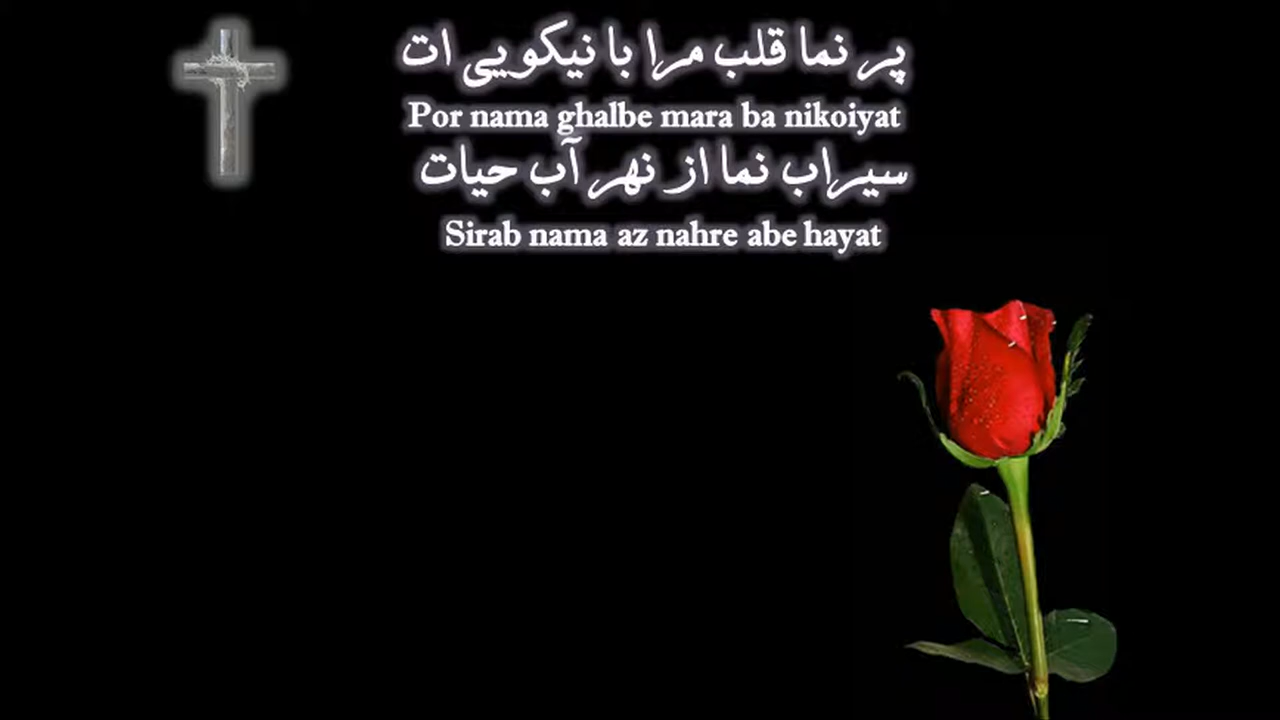 پر نما قلب مرا با نیکویی ات
Por nama ghalbe mara ba nikoiyat
سیراب نما از نهر آب حیات
Sirab nama az nahre abe hayat